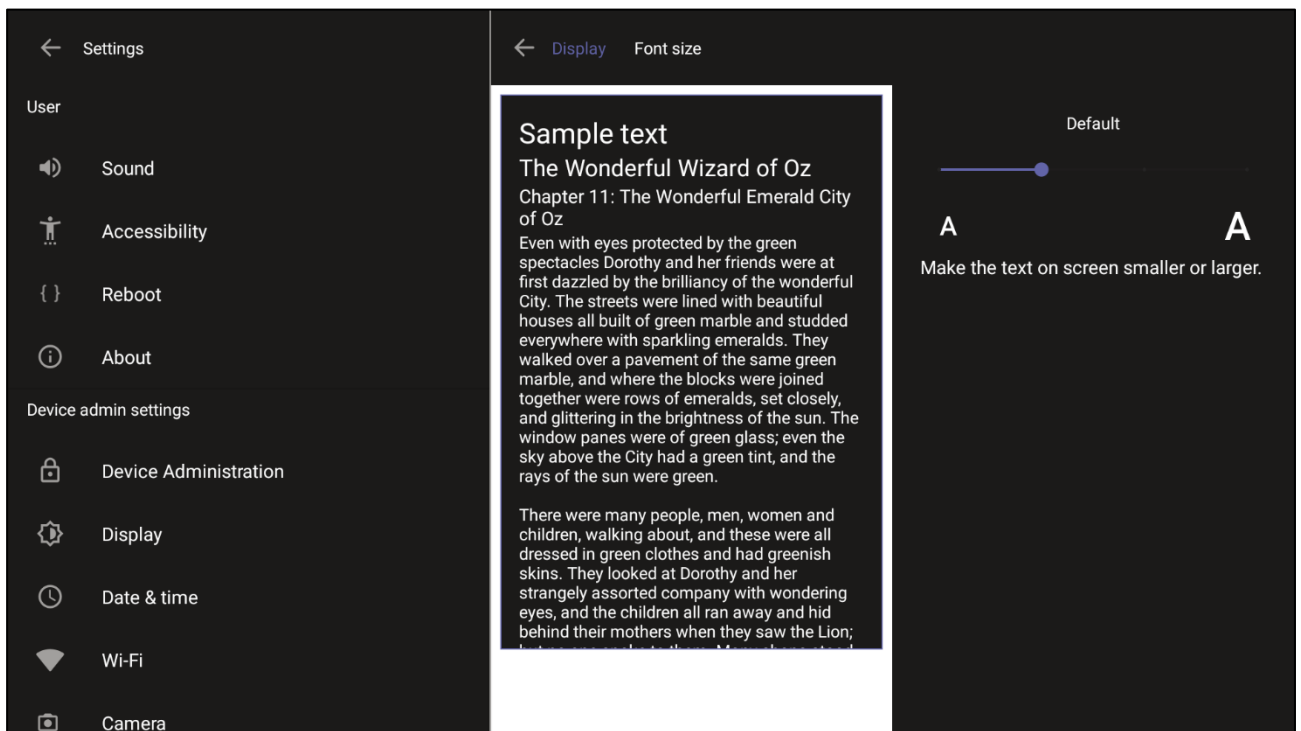 Settings
User
Sound
Accessibility
{ } Reboot
About
Device admin settings
Device Administration
Display
Date & time
Wi-Fi
Camera
Display Font size
Sample text
The Wonderful Wizard of Oz
Chapter 11: The Wonderful Emerald City
of Oz
Even with eyes protected by the green
spectacles Dorothy and her friends were at
first dazzled by the brilliancy of the wonderful
City. The streets were lined with beautiful
houses all built of green marble and studded
everywhere with sparkling emeralds. They
walked over a pavement of the same green
marble, and where the blocks were joined
together were rows of emeralds, set closely,
and glittering in the brightness of the sun. The
window panes were of green glass; even the
sky above the City had a green tint, and the
rays of the sun were green.
There were many people, men, women and
children, walking about, and these were all
dressed in green clothes and had greenish
skins. They looked at Dorothy and her
strangely assorted company with wondering
eyes, and the children all ran away and hid
behind their mothers when they saw the Lion;
Default
A A
Make the text on screen smaller or larger.